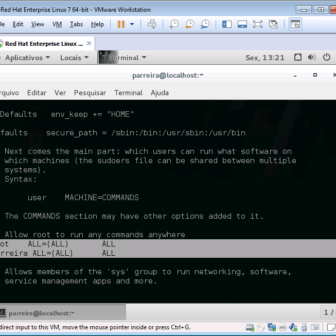 Red Hat Enterprise Linux 7 64-bit - VMware Workstation
Edit View VM Tabs Help
Red Hat Enterprise Linux ...
Aplicativos Locais Terminal Sex, 13:21
parreira@localhost:~
Editar Ver Pesquisar Terminal Ajuda
Defaults env_keep += "HOME"
faults secure_path = /sbin:/bin:/usr/sbin:/usr/bin
Next comes the main part: which users can run what software on
which machines (the sudoers file can be shared between multiple
systems).
Syntax:
user MACHINE=COMMANDS
The COMMANDS section may have other options added to it.
Allow root to run any commands anywhere
ot ALL=(ALL) ALL
rreira ALL=(ALL) ALL
Allows members of the 'sys' group to run networking, software,
service management apps and more.
parreira@localhost:~ 1 /
direct input to this VM, move the mouse pointer inside or press Ctrl+G.